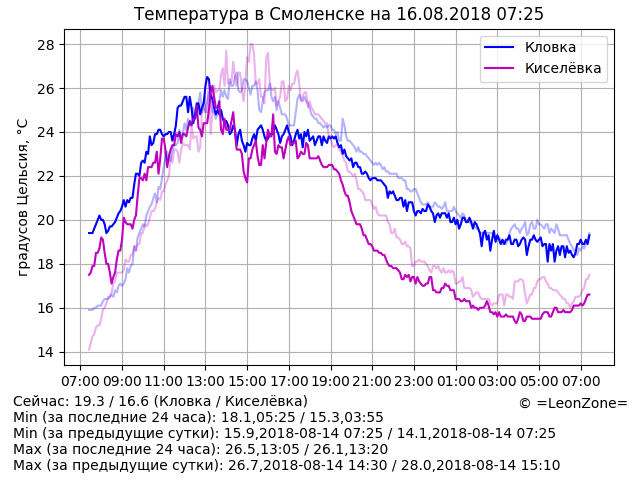 Температура в Смоленске на 16.08.2018 07:25
градусов Цельсия, °C
28
26
24
22
20
18
16
14
Кловка
Киселёвка
07:00 09:00 11:00 13:00 15:00 17:00 19:00 21:00 23:00 01:00 03:00 05:00 07:00
Сейчас: 19.3 / 16.6 (Кловка / Киселёвка)
© =LeonZone=
Min (за последние 24 часа): 18.1,05:25 / 15.3,03:55
Min (за предыдущие сутки): 15.9,2018-08-14 07:25 / 14.1,2018-08-14 07:25
Max (за последние 24 часа): 26.5,13:05 / 26.1,13:20
Max (за предыдущие сутки): 26.7,2018-08-14 14:30 / 28.0,2018-08-14 15:10